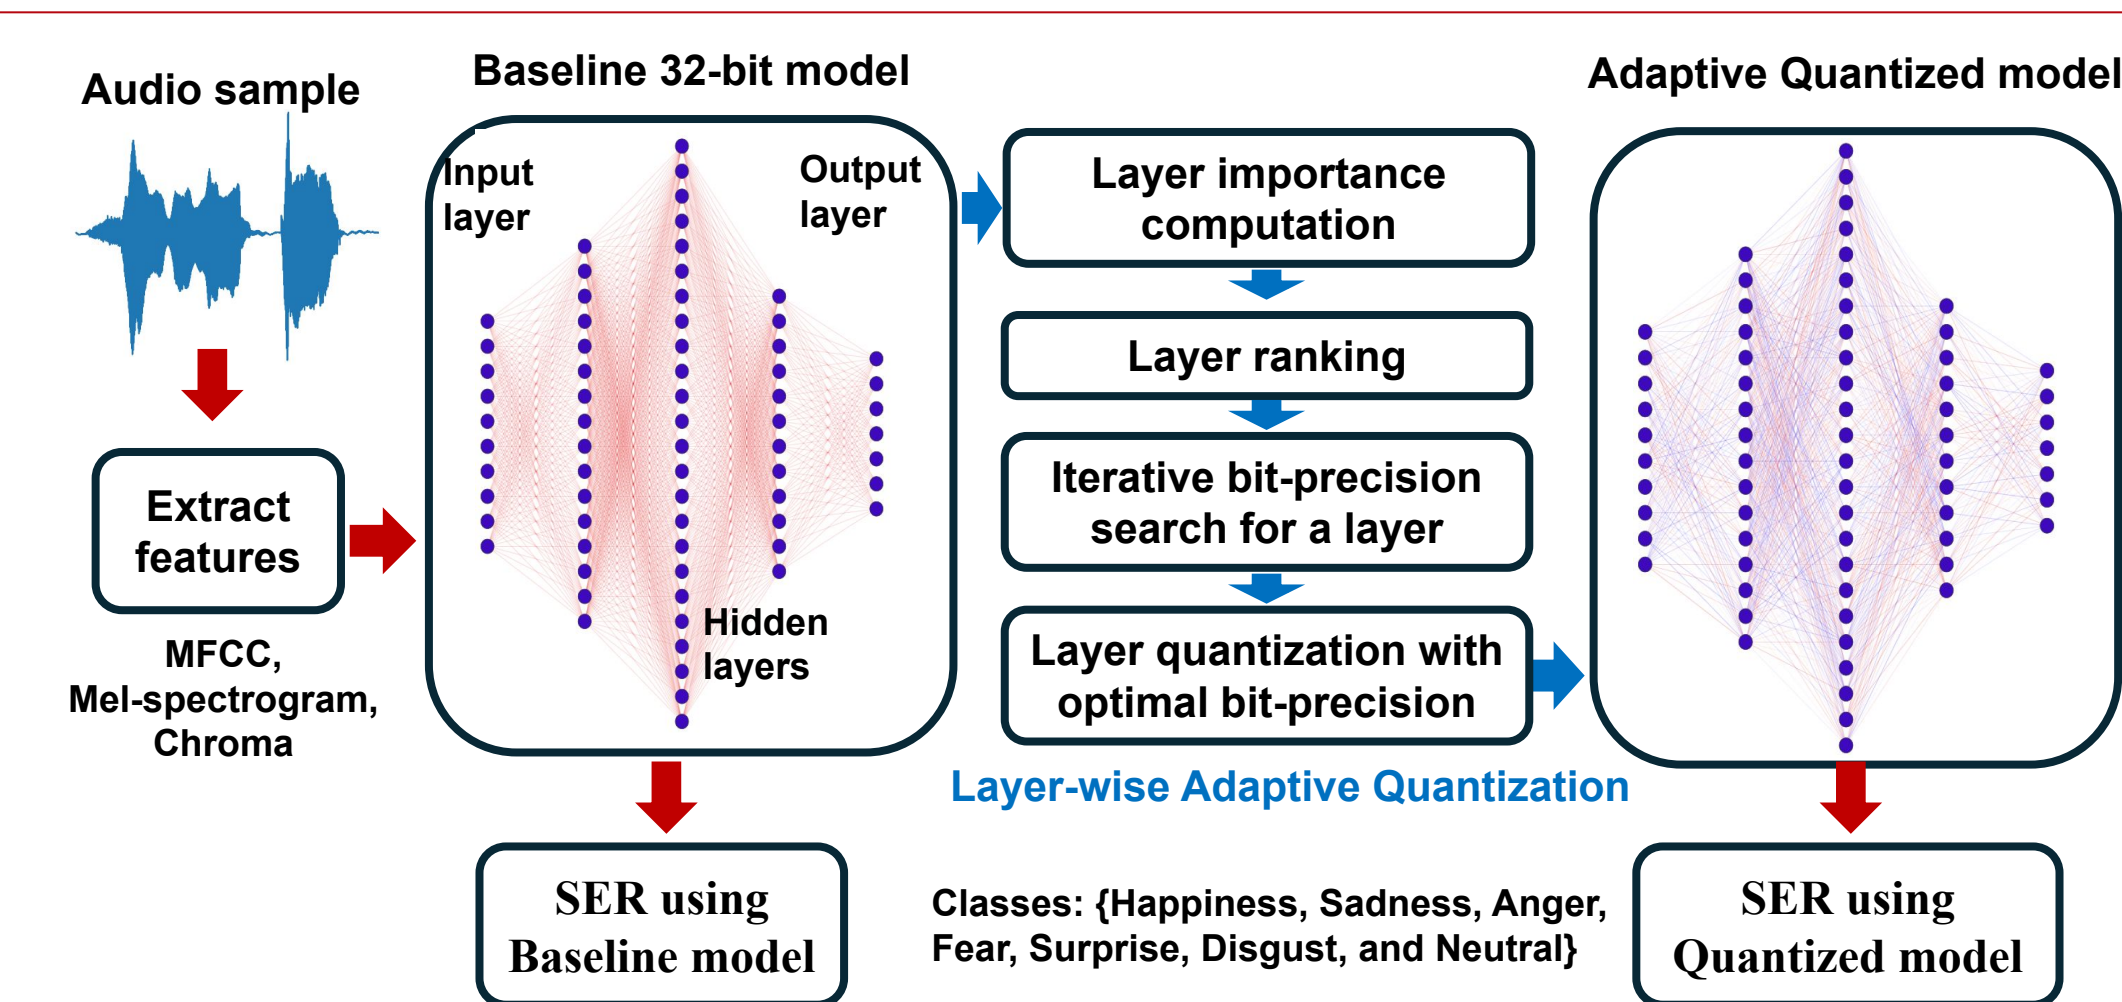 Audio sample
Baseline 32-bit model
Adaptive Quantized model
Input
layer
Output
layer
Hidden
layers
Extract
features
MFCC,
Mel-spectrogram,
Chroma
Layer importance
computation
Layer ranking
Iterative bit-precision
search for a layer
Layer quantization with
optimal bit-precision
Layer-wise Adaptive Quantization
SER using
Baseline model
Classes: {Happiness, Sadness, Anger,
Fear, Surprise, Disgust, and Neutral}
SER using
Quantized model